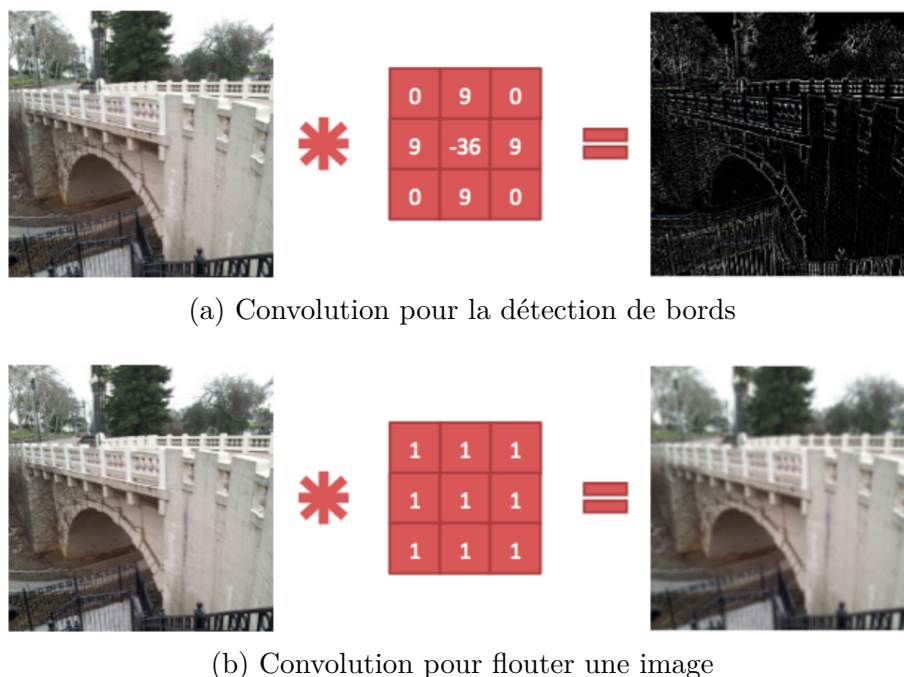 0 9 0
9 -36 9
0 9 0
(a) Convolution pour la détection de bords
1 1 1
1 1 1
1 1 1
(b) Convolution pour flouter une image